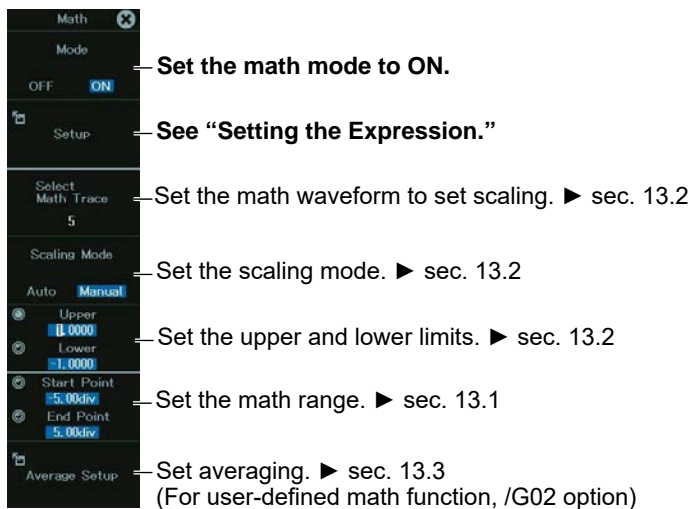 Math
Mode
OFF ON
Set the math mode to ON.
Setup
See “Setting the Expression.”
Select
Math Trace
5
Set the math waveform to set scaling. ► sec. 13.2
Scaling Mode
Auto Manual
Set the scaling mode. ► sec. 13.2
Upper
1.0000
Lower
-1.0000
Set the upper and lower limits. ► sec. 13.2
Start Point
-5.00div
End Point
5.00div
Set the math range. ► sec. 13.1
Average Setup
Set averaging. ► sec. 13.3
(For user-defined math function, /G02 option)